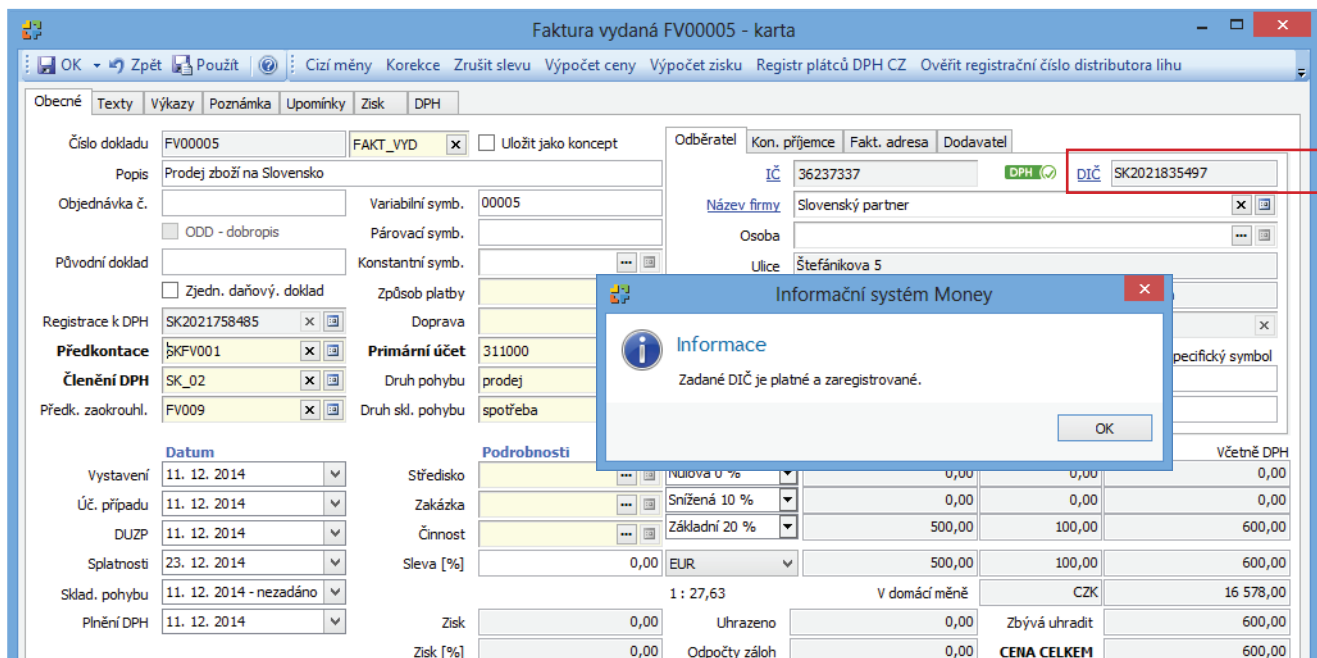 Faktura vydaná FV00005 - karta
OK Zpět Použít Cizí měny Korekce Zrušit slevu Výpočet ceny Výpočet zisku Registr plátců DPH CZ Ověřit registrační číslo distributora lihu
Obecné Texty Výkazy Poznámka Upomínky Zisk DPH
Číslo dokladu FV00005 FAKT_VYD Uložit jako koncept Odběratel Kon. příjemce Fakt. adresa Dodavatel
Popis Prodej zboží na Slovensko IČ 36237337 DPH DIČ SK2021835497
Objednávka č. Variabilní symb. 00005 Název firmy Slovenský partner
ODD - dobropis Párovací symb. Osoba
Původní doklad Konstantní symb. Ulice Štefánikova 5
Zjedn. daňový. doklad Způsob platby
Informační systém Money
Registrace k DPH SK2021758485 Doprava
Informace
Předkontace SKFV001 Primární účet 311000 pecifický symbol
Členění DPH SK_02 Druh pohybu prodej Zadané DIČ je platné a zaregistrované.
Předk. zaokrouhl. FV009 Druh skl. pohybu spotřeba
OK
Datum Podrobnosti Včetně DPH
Vystavení 11. 12. 2014 Středisko Nulová 0 % 0,00 0,00 0,00
Úč. případu 11. 12. 2014 Zakázka Snížená 10 % 0,00 0,00 0,00
DUZP 11. 12. 2014 Činnost Základní 20 % 500,00 100,00 600,00
Splatnosti 23. 12. 2014 Sleva [%] 0,00 EUR 500,00 100,00 600,00
Sklad. pohybu 11. 12. 2014 - nezadáno 1 : 27,63 V domácí měně CZK 16 578,00
Plnění DPH 11. 12. 2014 Zisk 0,00 Uhrazeno 0,00 Zbývá uhradit 600,00
Zisk [%] 0,00 Odpočty záloh 0,00 CENA CELKEM 600,00